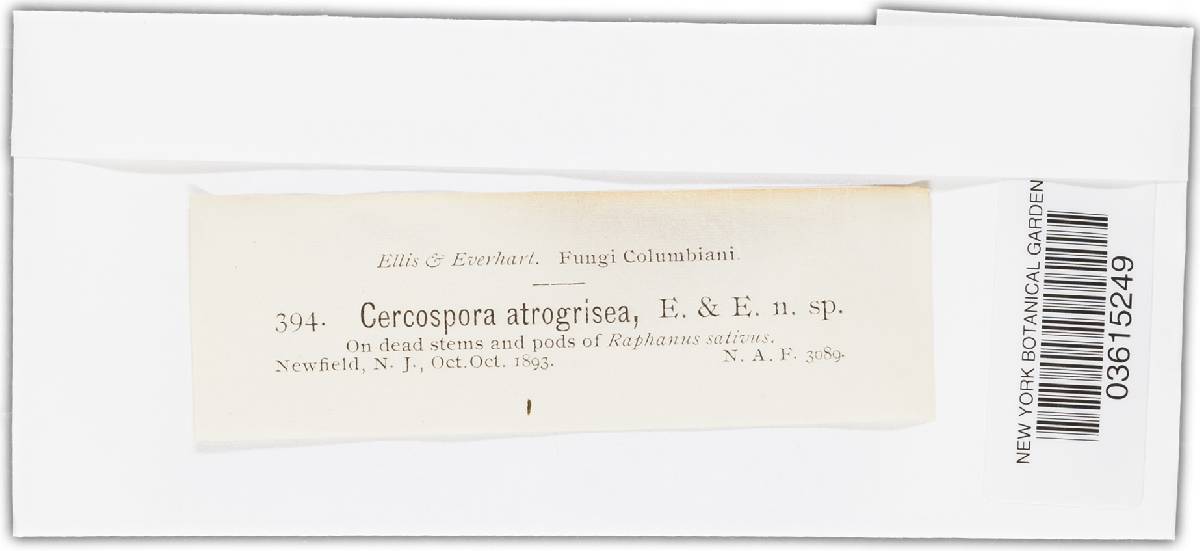 Ellis & Everhart. Fungi Columbiani.
394. Cercospora atrogrisea, E. & E. n. sp.
On dead stems and pods of Raphanus sativus.
Newfield, N. J., Oct.Oct. 1893. N. A. F. 3089.
NEW YORK BOTANICAL GARDEN
03615249